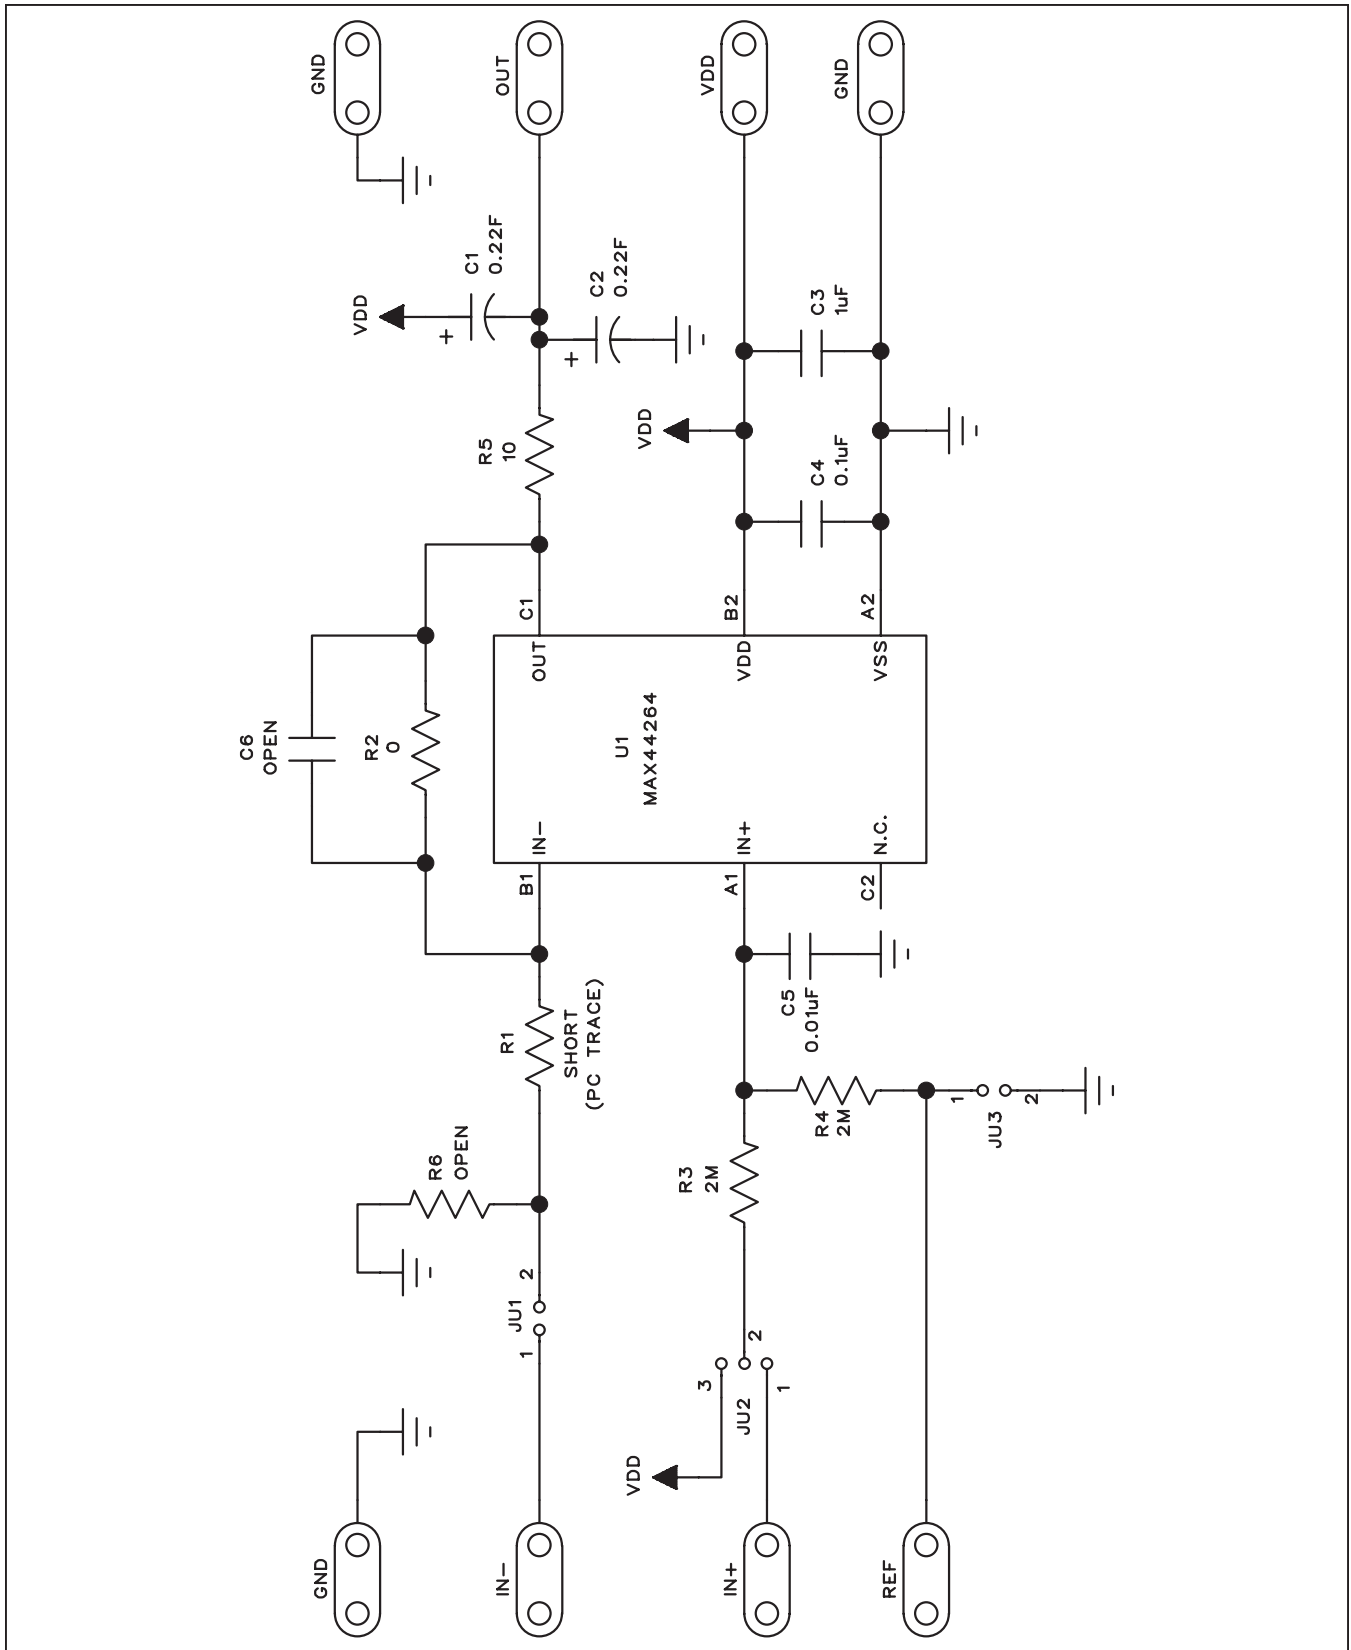 GND
OUT
VDD
GND
VDD
+
C1
0.22F
+
C2
0.22F
R5
10
VDD
C3
1uF
C4
0.1uF
C6
OPEN
R2
0
C1
B2
A2
OUT
VDD
VSS
U1
MAX44264
IN-
IN+
N.C.
B1
A1
C2
R1
SHORT
(PC TRACE)
C5
0.01uF
R6
OPEN
R3
2M
R4
2M
1
2
JU3
2
JU1
1
2
3
JU2
1
VDD
GND
IN-
IN+
REF